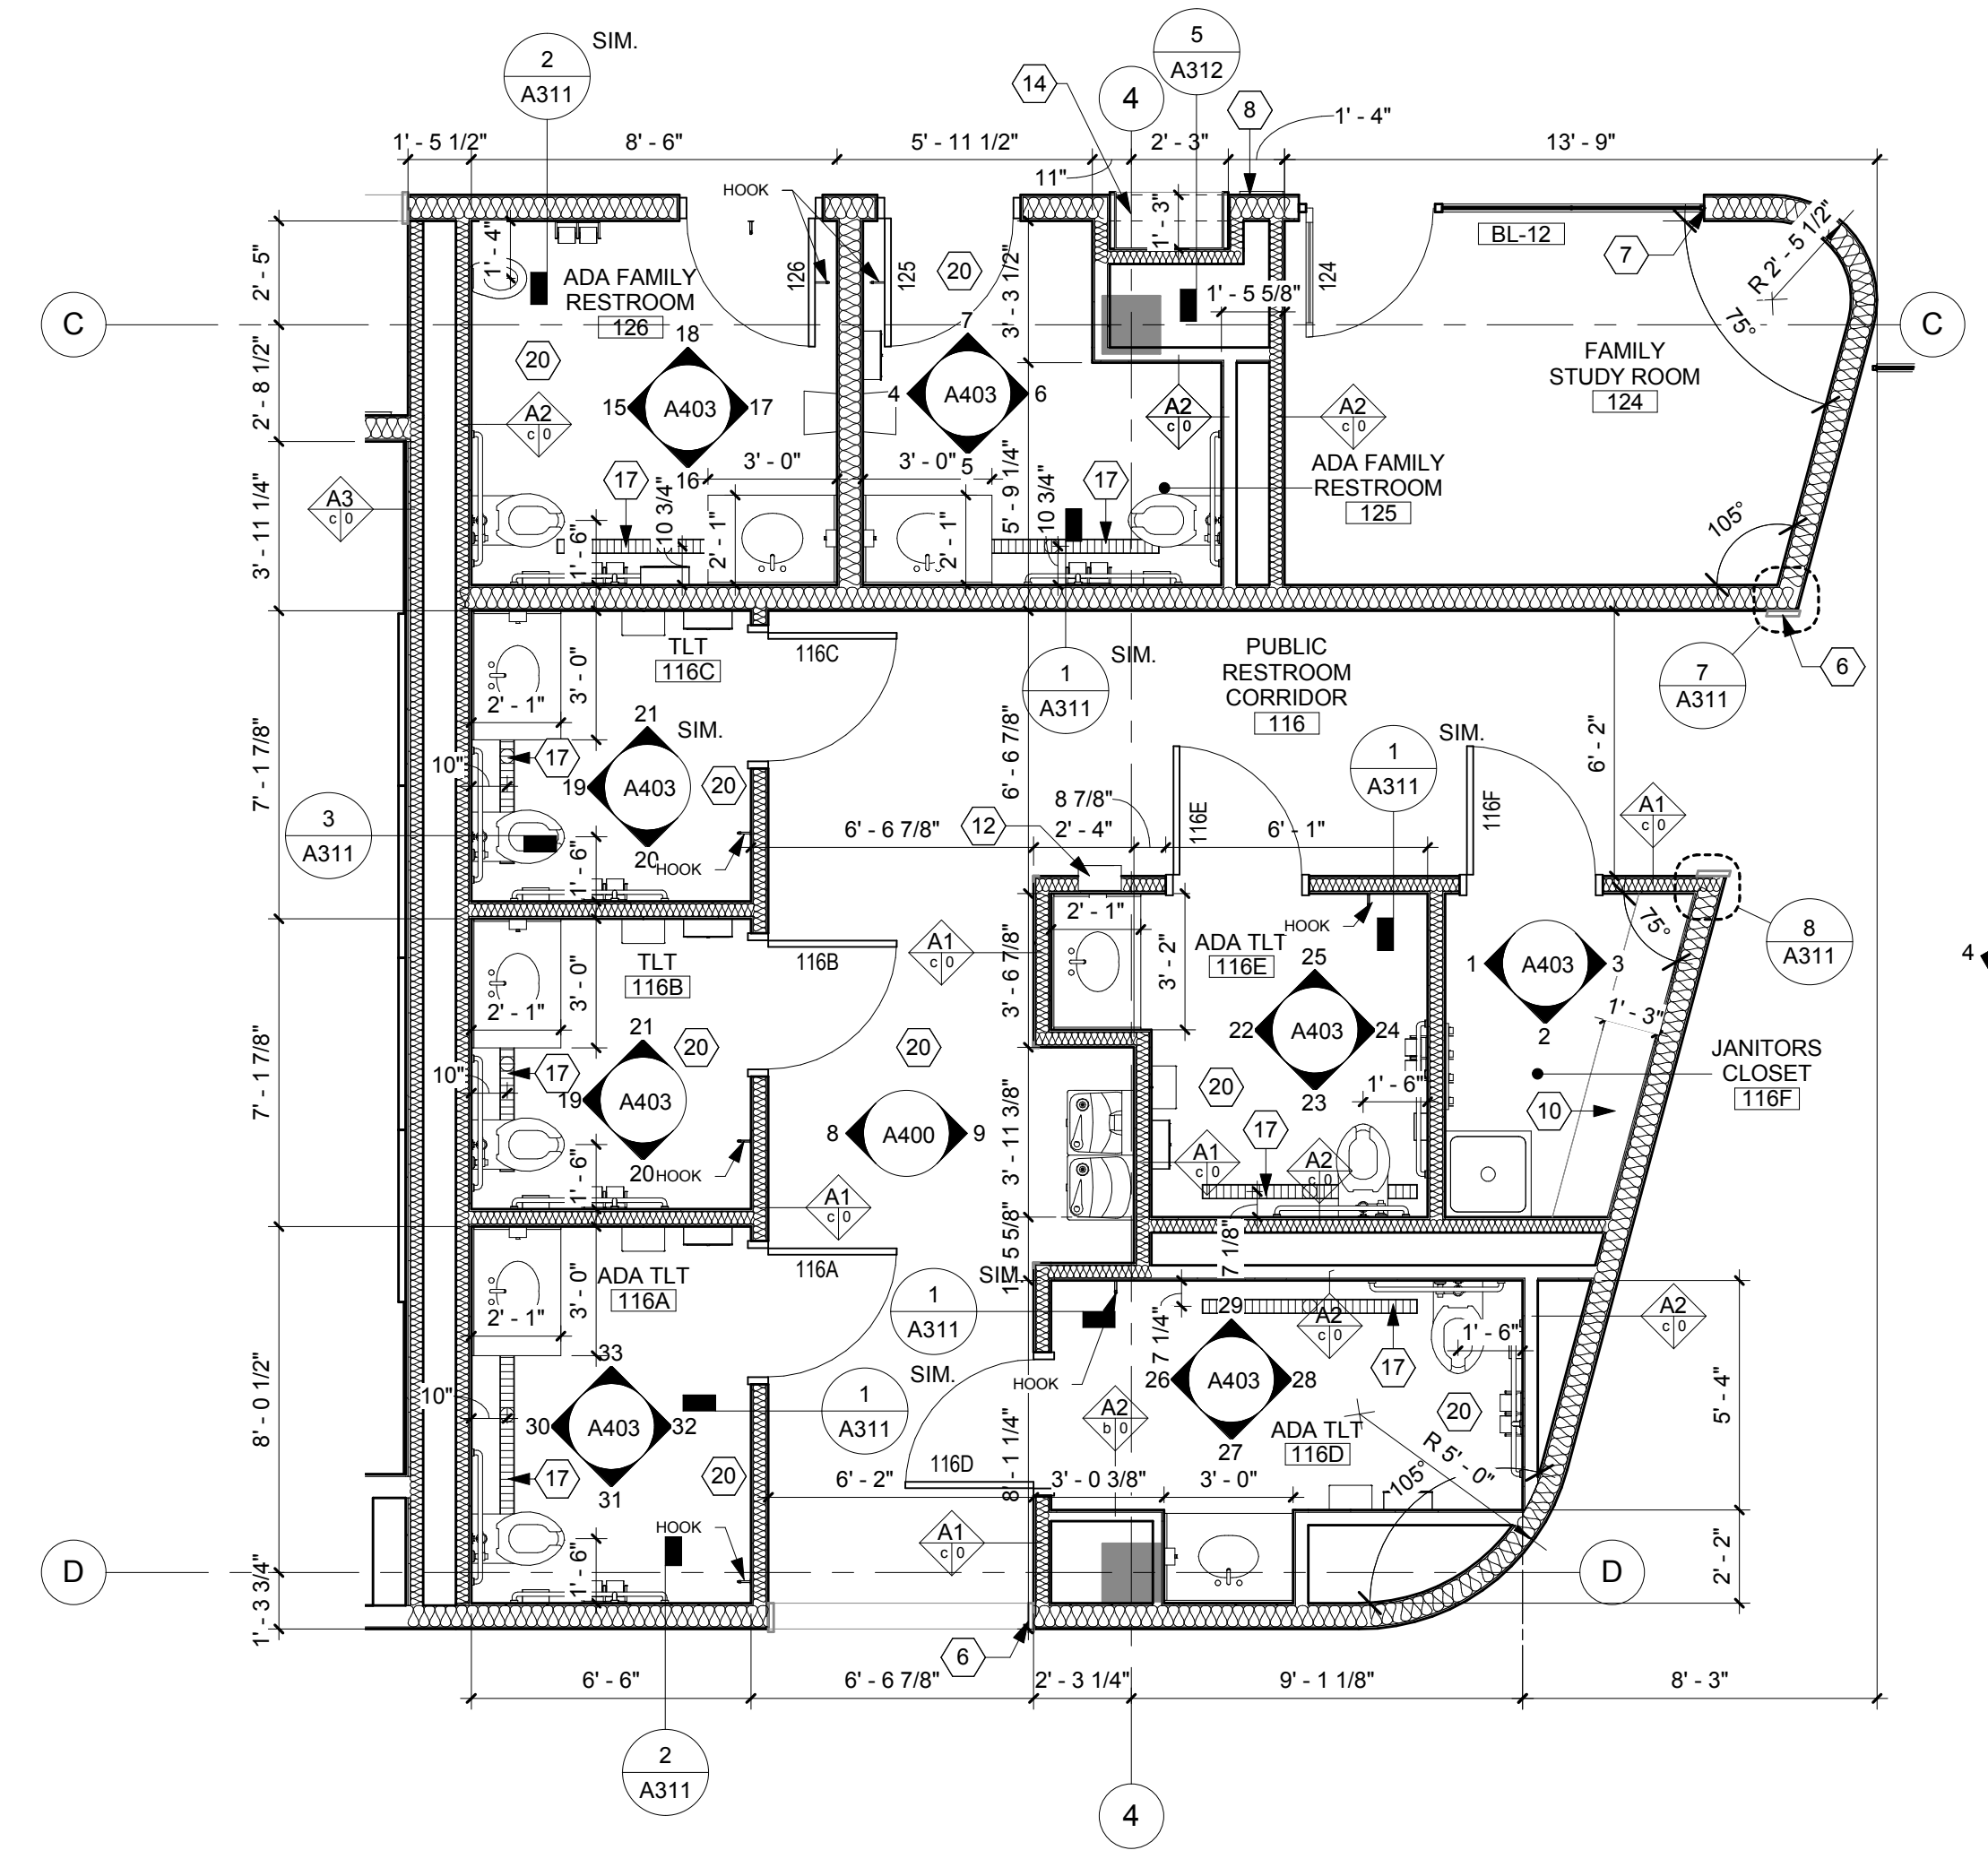 2
A311
SIM.
5
A312
14
4
8
1' - 4"
1' - 5 1/2"
8' - 6"
5' - 11 1/2"
2' - 3"
13' - 9"
11"
HOOK
BL-12
7
R 2' - 5 1/2"
1' - 4"
1' - 3"
2' - 5"
ADA FAMILY
RESTROOM
126
126
125
20
3' - 3 1/2"
1' - 5 5/8"
124
75°
C
C
18
20
15
A403
17
16
7
4
A403
6
5
FAMILY
STUDY ROOM
124
2' - 8 1/2"
A2
c 0
A2
c 0
A2
c 0
3' - 0"
3' - 0"
ADA FAMILY
RESTROOM
125
A3
c 0
17
10 3/4"
2' - 1"
2' - 1"
5' - 9 1/4"
10 3/4"
17
105°
3' - 11 1/4"
1' - 6"
TLT
116C
116C
1
A311
SIM.
PUBLIC
RESTROOM
CORRIDOR
116
7
A311
6
2' - 1"
3' - 0"
21
SIM.
19
A403
20
17
20
10"
7' - 1 7/8"
6' - 6 7/8"
1
A311
SIM.
6' - 2"
3
A311
1' - 6"
HOOK
8 7/8"
6' - 6 7/8"
12
2' - 4"
116E
6' - 1"
116F
A1
c 0
TLT
116B
116B
2' - 1"
3' - 0"
A1
c 0
2' - 1"
3' - 6 7/8"
3' - 2"
HOOK
ADA TLT
116E
25
22
A403
24
23
1
A403
3
2
75°
8
A311
4
1' - 3"
21
20
19
A403
20
17
10"
7' - 1 7/8"
1' - 6"
HOOK
20
8
A400
9
3' - 11 3/8"
20
1' - 6"
JANITORS
CLOSET
116F
10
17
A1
c 0
A2
c 0
A1
c 0
7 1/8"
1' - 5 5/8"
ADA TLT
116A
116A
2' - 1"
3' - 0"
1
A311
SIM.
7 1/4"
29
26
A403
28
27
A2
c 0
17
1' - 6"
A2
c 0
33
30
A403
32
31
10"
17
20
8' - 0 1/2"
1
A311
SIM.
HOOK
A2
b 0
ADA TLT
116D
20
R 5' - 0"
105°
5' - 4"
8' - 1 1/4"
6' - 2"
116D
3' - 0 3/8"
3' - 0"
HOOK
1' - 6"
A1
c 0
D
D
1' - 3 3/4"
2' - 2"
6
6' - 6"
6' - 6 7/8"
2' - 3 1/4"
9' - 1 1/8"
8' - 3"
2
A311
4